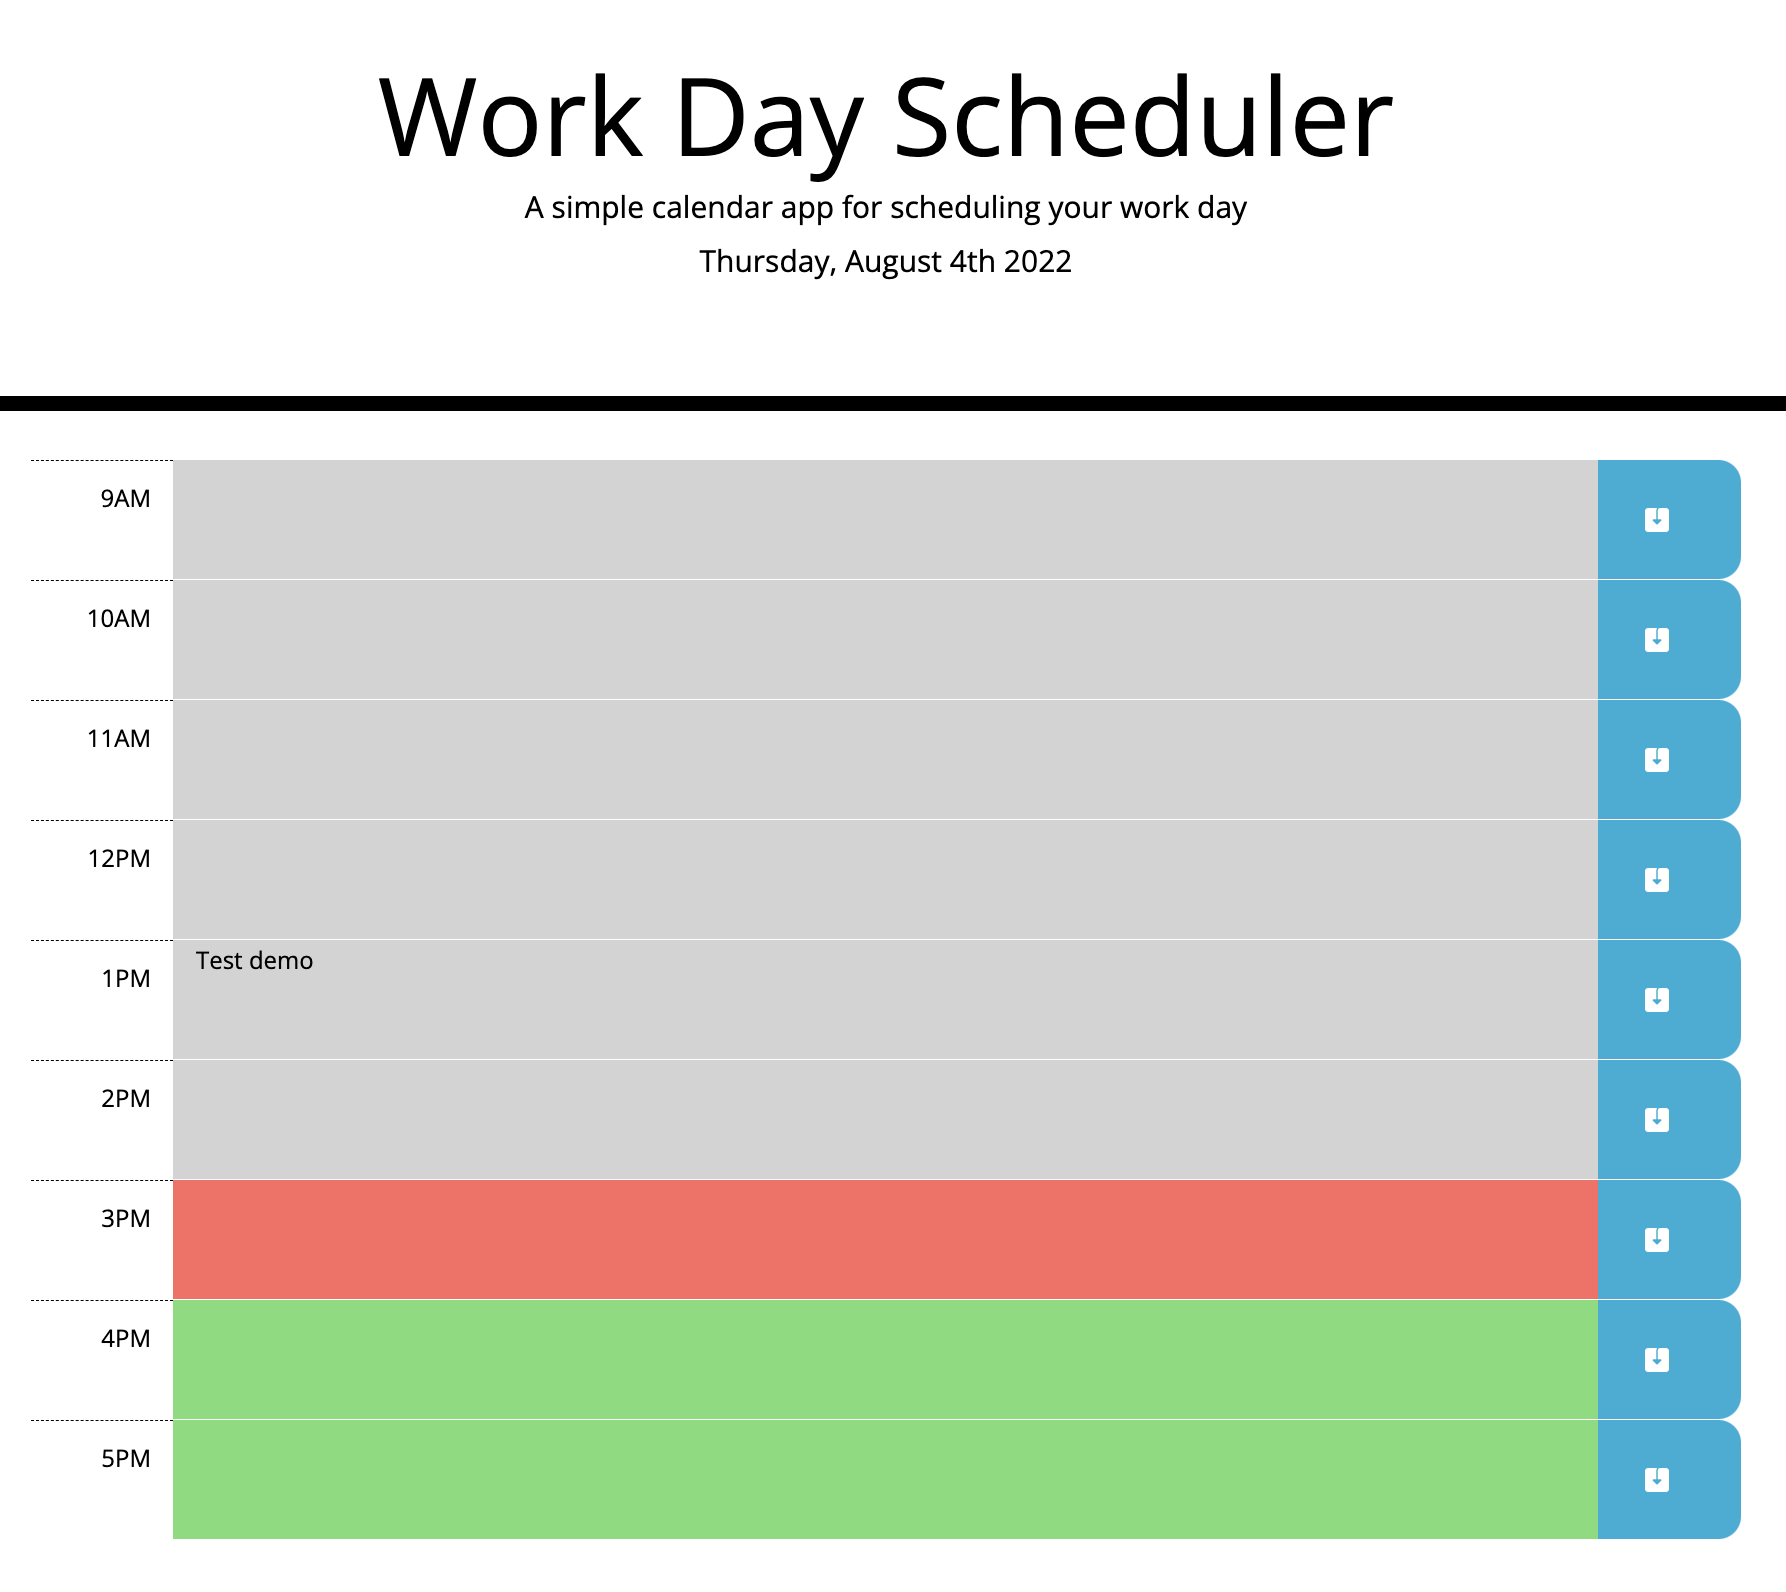 Work Day Scheduler
A simple calendar app for scheduling your work day
Thursday, August 4th 2022
9AM
10AM
11AM
12PM
1PM Test demo
2PM
3PM
4PM
5PM